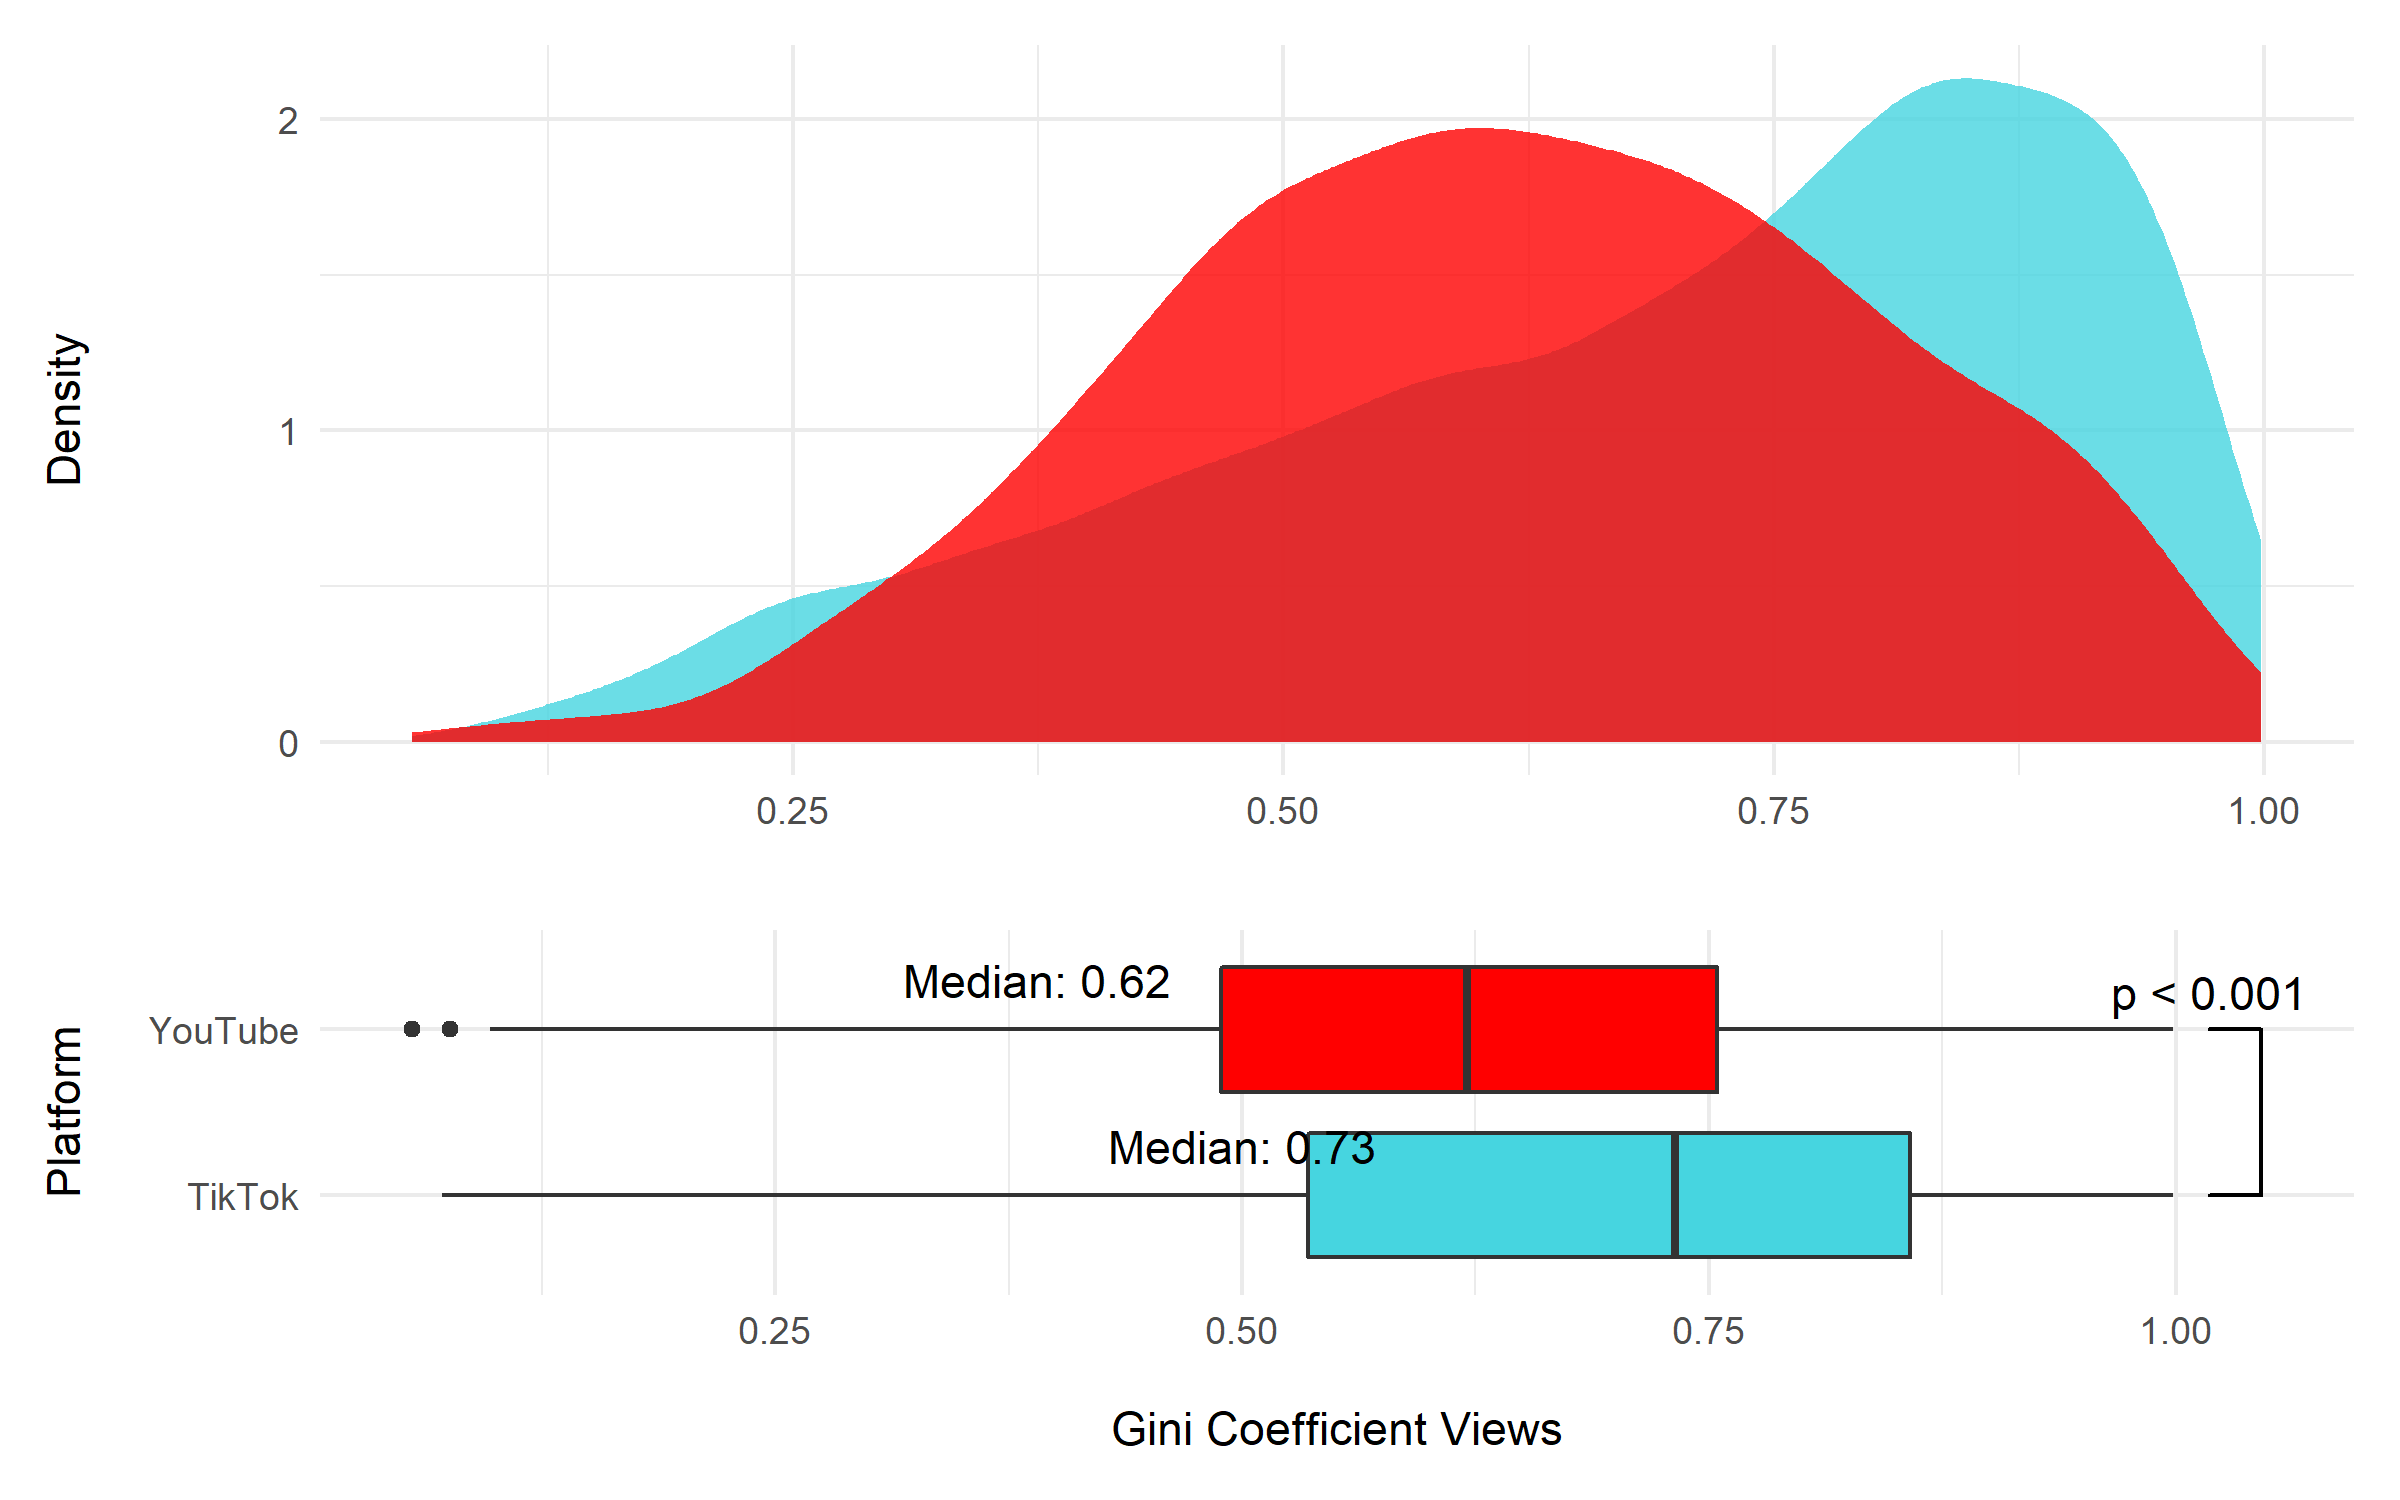 Density
2
1
0
0.25 0.50 0.75 1.00
Platform
YouTube
TikTok
Median: 0.62
p < 0.001
Median: 0.73
0.25 0.50 0.75 1.00
Gini Coefficient Views